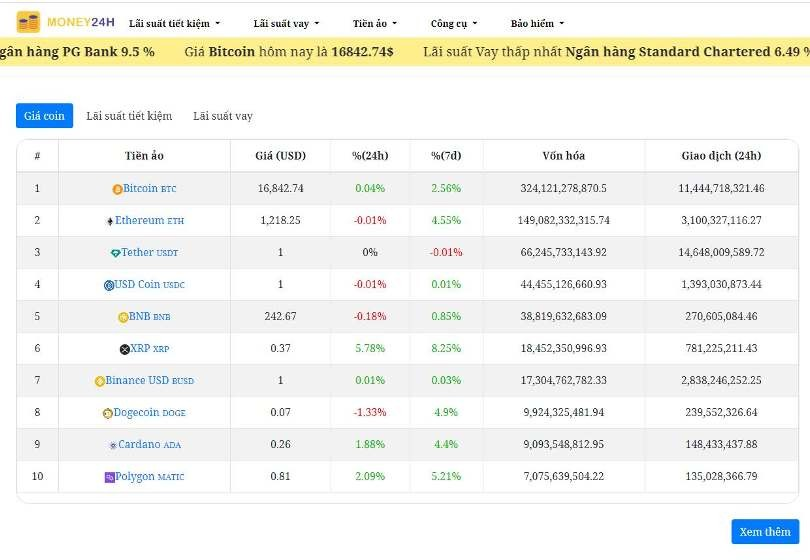 MONEY24H Lãi suất tiết kiệm Lãi suất vay Tiền ảo Công cụ Bảo hiểm
gân hàng PG Bank 9.5 % Giá Bitcoin hôm nay là 16842.74$ Lãi suất Vay thấp nhất Ngân hàng Standard Chartered 6.49 %
Giá coin Lãi suất tiết kiệm Lãi suất vay
# Tiền ảo Giá (USD) %(24h) %(7d) Vốn hóa Giao dịch (24h)
1 Bitcoin BTC 16,842.74 0.04% 2.56% 324,121,278,870.5 11,444,718,321.46
2 Ethereum ETH 1,218.25 -0.01% 4.55% 149,082,332,315.74 3,100,327,116.27
3 Tether USDT 1 0% -0.01% 66,245,733,143.92 14,648,009,589.72
4 USD Coin USDC 1 -0.01% 0.01% 44,455,126,660.93 1,393,030,873.44
5 BNB BNB 242.67 -0.18% 0.85% 38,819,632,683.09 270,605,084.46
6 XRP XRP 0.37 5.78% 8.25% 18,452,350,996.93 781,225,211.43
7 Binance USD BUSD 1 0.01% 0.03% 17,304,762,782.33 2,838,246,252.25
8 Dogecoin DOGE 0.07 -1.33% 4.9% 9,924,325,481.94 239,552,326.64
9 Cardano ADA 0.26 1.88% 4.4% 9,093,548,812.95 148,433,437.88
10 Polygon MATIC 0.81 2.09% 5.21% 7,075,639,504.22 135,028,366.79
Xem thêm